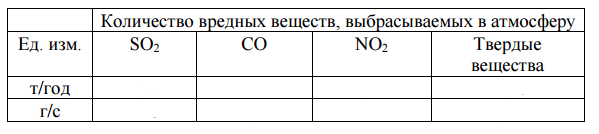 Количество вредных веществ, выбрасываемых в атмосферу
Ед. изм. SO₂ CO NO₂ Твердые
вещества
т/год
г/с